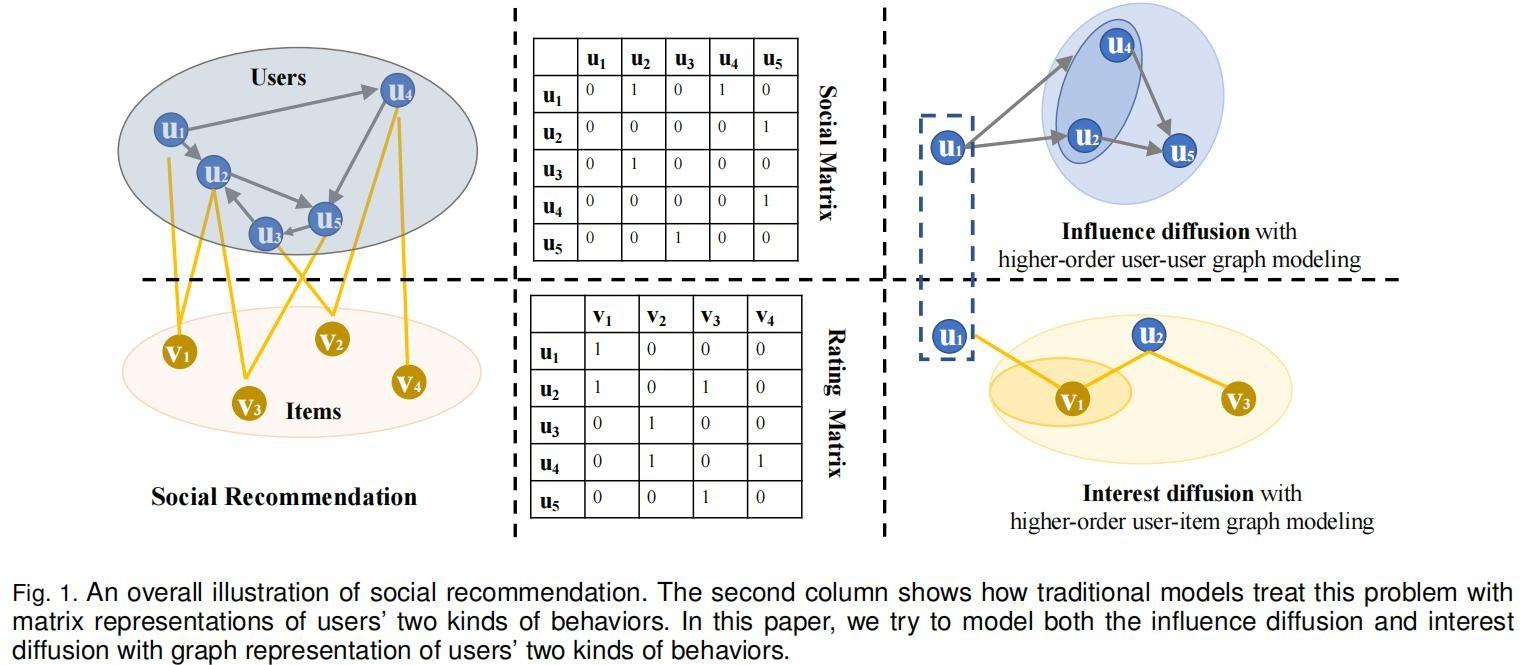 Users
u1
u2
u3
u4
u5
v1
v2
v3
v4
Items
Social Recommendation
u1 u2 u3 u4 u5
u1 0 1 0 1 0
u2 0 0 0 0 1
u3 0 1 0 0 0
u4 0 0 0 0 1
u5 0 0 1 0 0
Social Matrix
v1 v2 v3 v4
u1 1 0 0 0
u2 1 0 1 0
u3 0 1 0 0
u4 0 1 0 1
u5 0 0 1 0
Rating Matrix
u4
u1
u2
u5
Influence diffusion with
higher-order user-user graph modeling
u1
u2
v1
v3
Interest diffusion with
higher-order user-item graph modeling
Fig. 1. An overall illustration of social recommendation. The second column shows how traditional models treat this problem with
matrix representations of users’ two kinds of behaviors. In this paper, we try to model both the influence diffusion and interest
diffusion with graph representation of users’ two kinds of behaviors.